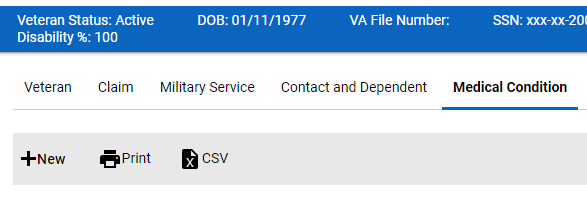 Veteran Status: Active DOB: 01/11/1977 VA File Number: SSN: xxx-xx-200
Disability %: 100
Veteran Claim Military Service Contact and Dependent Medical Condition
New Print CSV